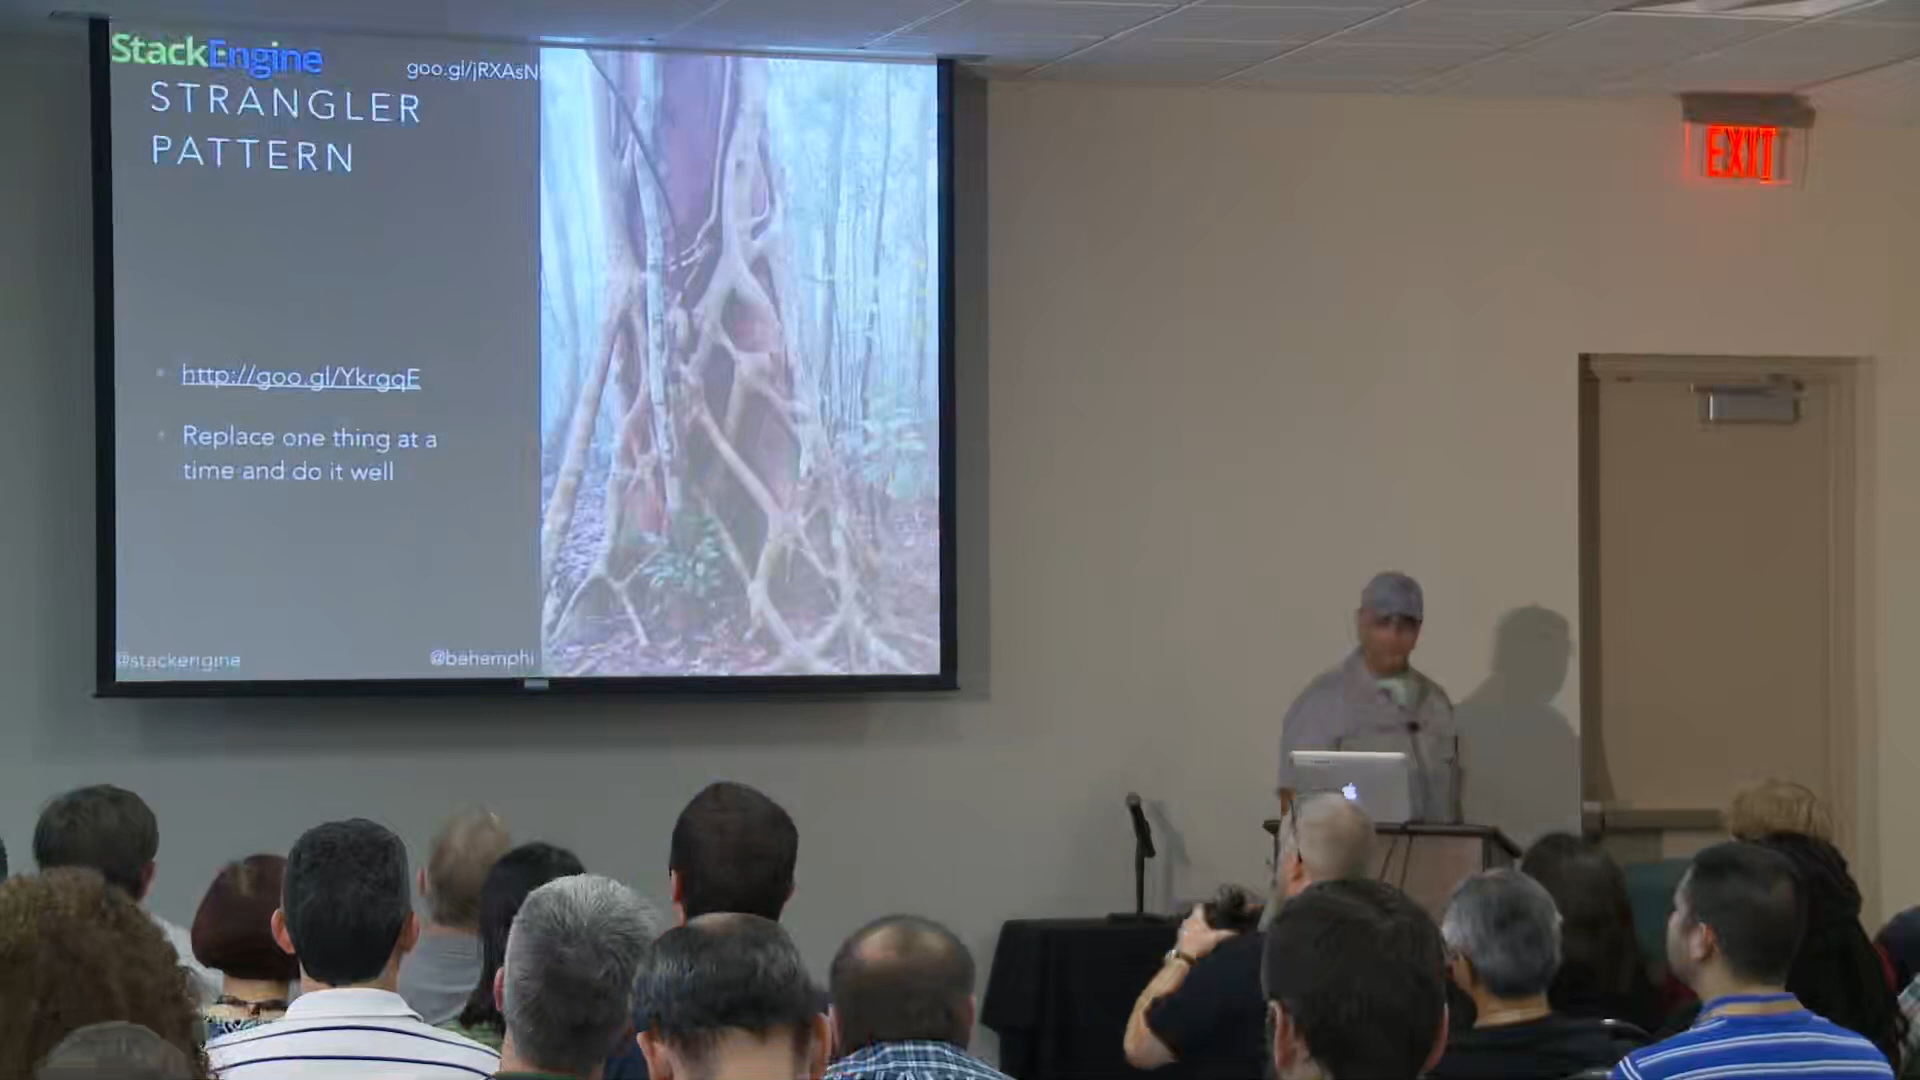 StackEngine
goo.gl/jRXAsN
STRANGLER
PATTERN
http://goo.gl/YkrgqE
Replace one thing at a
time and do it well
@stackengine
@behemphi
EXIT